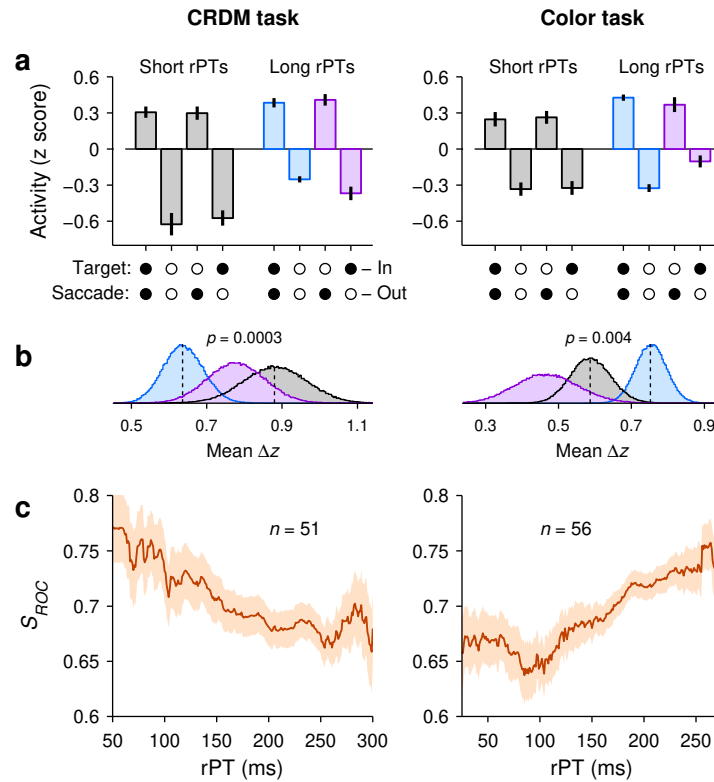 CRDM task
Color task
a
Short rPTs
Long rPTs
Short rPTs
Long rPTs
Activity (z score)
0.6
0.3
0
−0.3
−0.6
0.6
0.3
0
−0.3
−0.6
Target:
– In
– In
Saccade:
– Out
– Out
b
p = 0.0003
p = 0.004
0.5
0.7
0.9
1.1
0.3
0.5
0.7
0.9
Mean Δz
Mean Δz
c
S_ROC
0.8
0.75
0.7
0.65
0.6
n = 51
50
100
150
200
250
300
rPT (ms)
0.8
0.75
0.7
0.65
0.6
n = 56
50
100
150
200
250
rPT (ms)